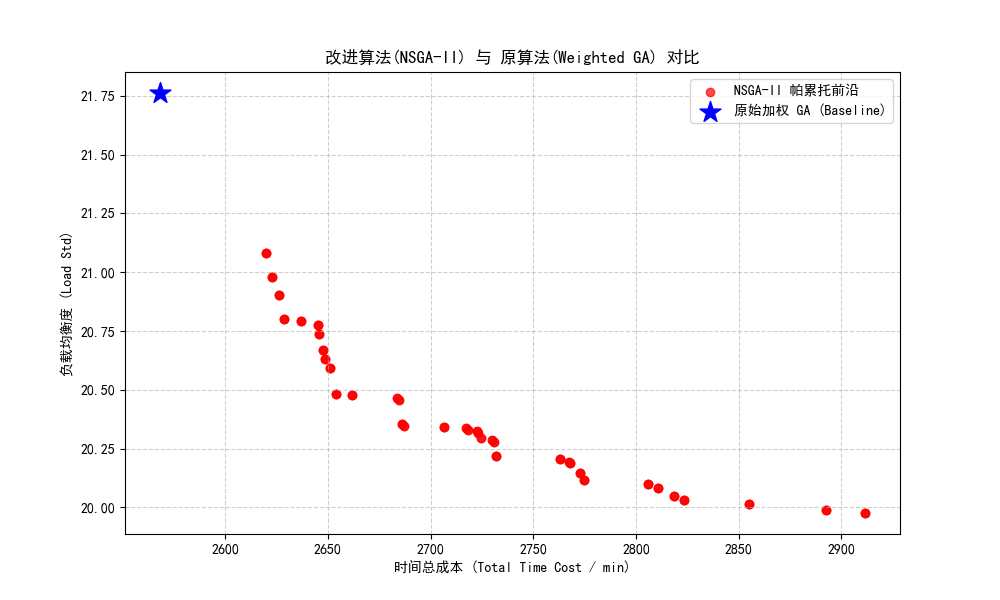 改进算法(NSGA-II) 与 原算法(Weighted GA) 对比
NSGA-II 帕累托前沿
原始加权 GA (Baseline)
负载均衡度 (Load Std)
21.75
21.50
21.25
21.00
20.75
20.50
20.25
20.00
2600 2650 2700 2750 2800 2850 2900
时间总成本 (Total Time Cost / min)